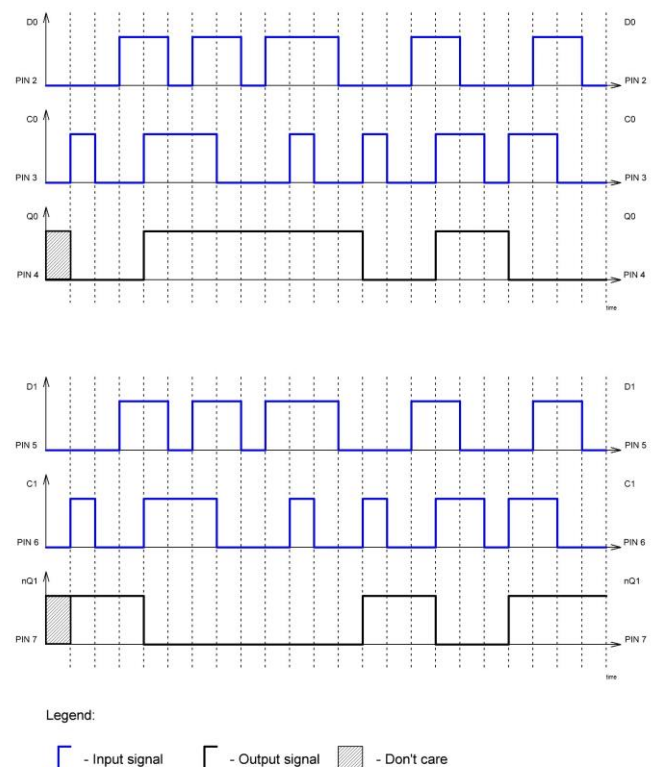 D0 D0
PIN 2 PIN 2
C0 C0
PIN 3 PIN 3
Q0 Q0
PIN 4 PIN 4
time
D1 D1
PIN 5 PIN 5
C1 C1
PIN 6 PIN 6
nQ1 nQ1
PIN 7 PIN 7
time
Legend:
- Input signal - Output signal - Don't care